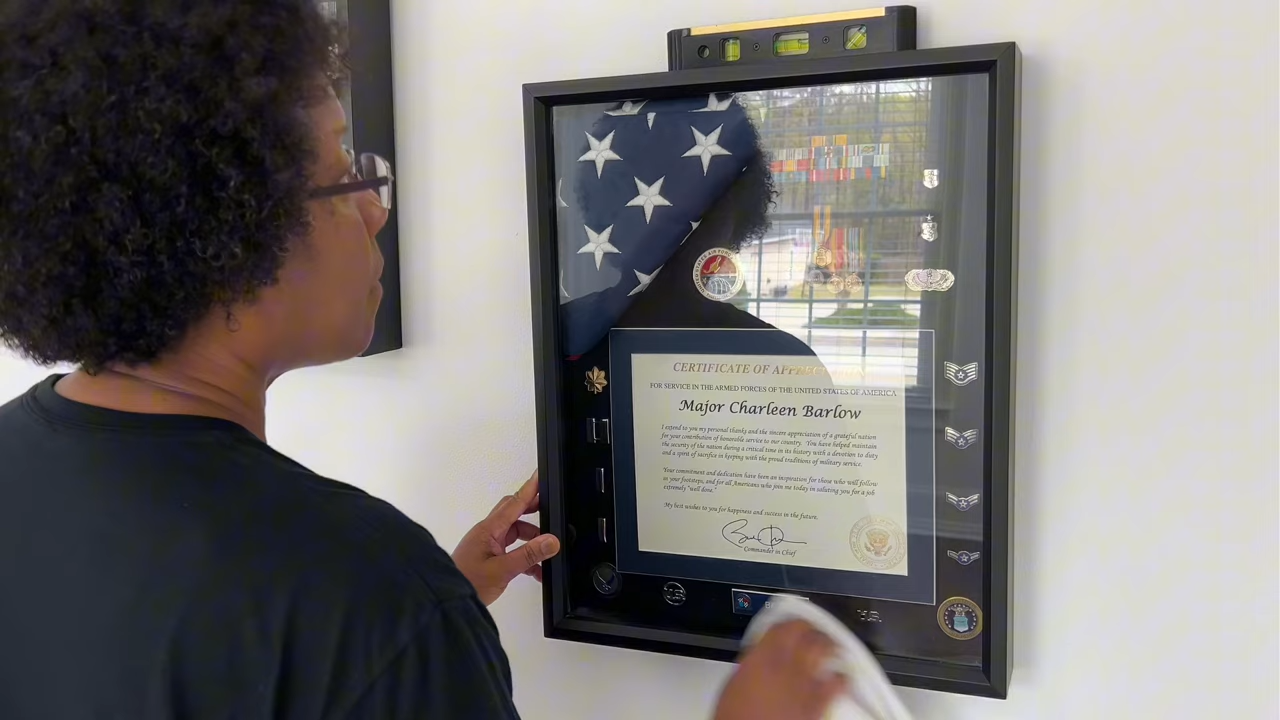 CERTIFICATE OF
FOR SERVICE IN THE ARMED FORCES OF THE UNITED STATES OF AMERICA
Major Charleen Barlow
I extend to you my personal thanks and the sincere appreciation of a grateful nation
for your contribution of honorable service to our country. You have helped maintain
the security of the nation during a critical time in its history with a devotion to duty
and a spirit of sacrifice in keeping with the proud traditions of military service.
Your commitment and dedication have been an inspiration for those who will follow
in your footsteps, and for all Americans who join me today in saluting you for a job
extremely "well done."
My best wishes to you for happiness and success in the future.
Commander in Chief
U.S.